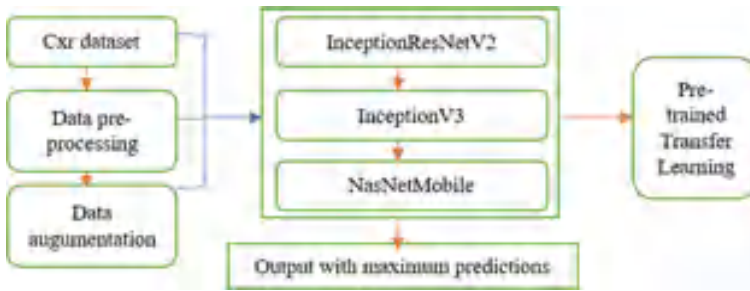 Cxr dataset
Data pre-
processing
Data
augumentation
InceptionResNetV2
InceptionV3
NasNetMobile
Output with maximum predictions
Pre-
trained
Transfer
Learning